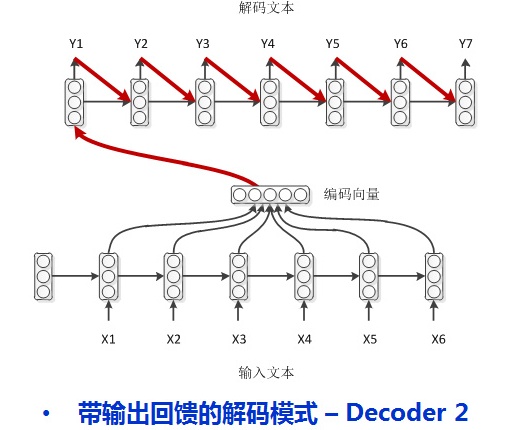 解码文本
Y1 Y2 Y3 Y4 Y5 Y6 Y7
编码向量
X1 X2 X3 X4 X5 X6
输入文本
• 带输出回馈的解码模式 – Decoder 2